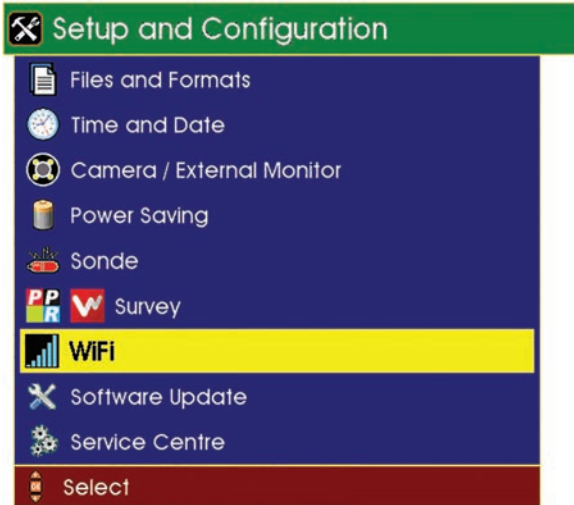 Setup and Configuration
Files and Formats
Time and Date
Camera / External Monitor
Power Saving
Sonde
PPR Survey
WiFi
Software Update
Service Centre
OK Select